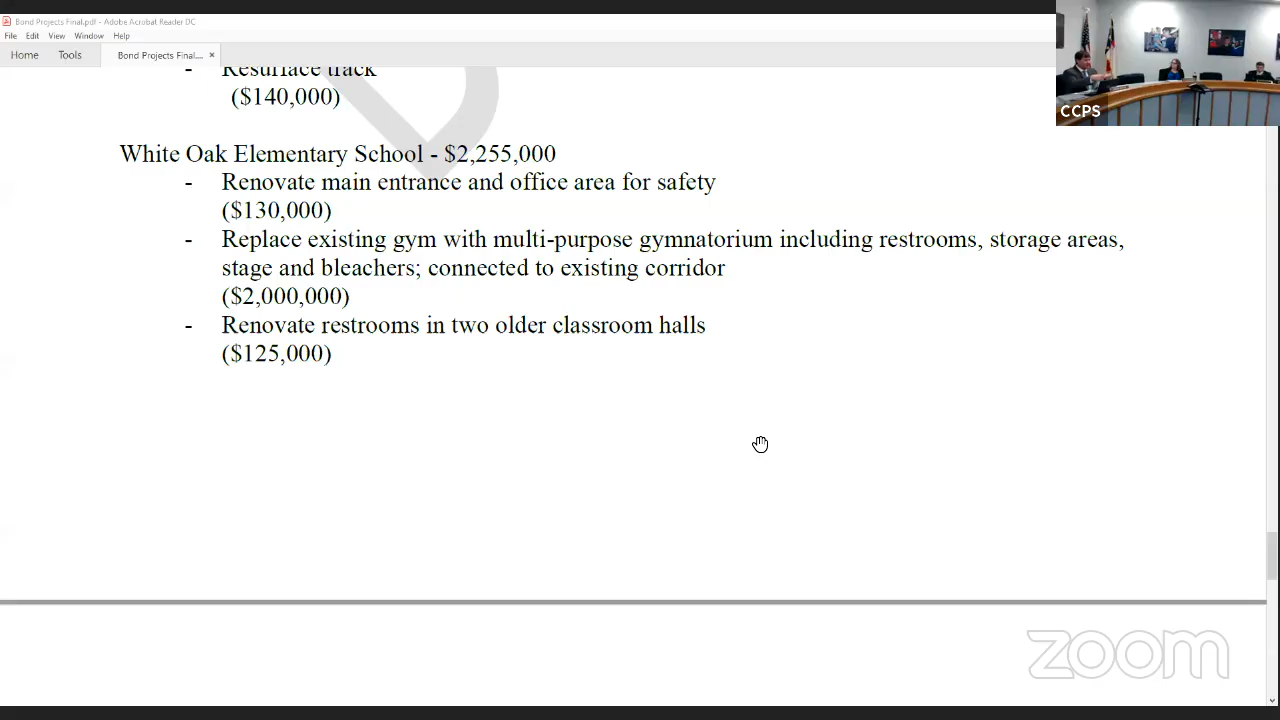 Bond Projects Final.pdf - Adobe Acrobat Reader DC
File Edit View Window Help
Home Tools Bond Projects Final.... ×
- Resurface track
($140,000)
White Oak Elementary School - $2,255,000
- Renovate main entrance and office area for safety
($130,000)
- Replace existing gym with multi-purpose gymnatorium including restrooms, storage areas,
stage and bleachers; connected to existing corridor
($2,000,000)
- Renovate restrooms in two older classroom halls
($125,000)
CCPS
zoom